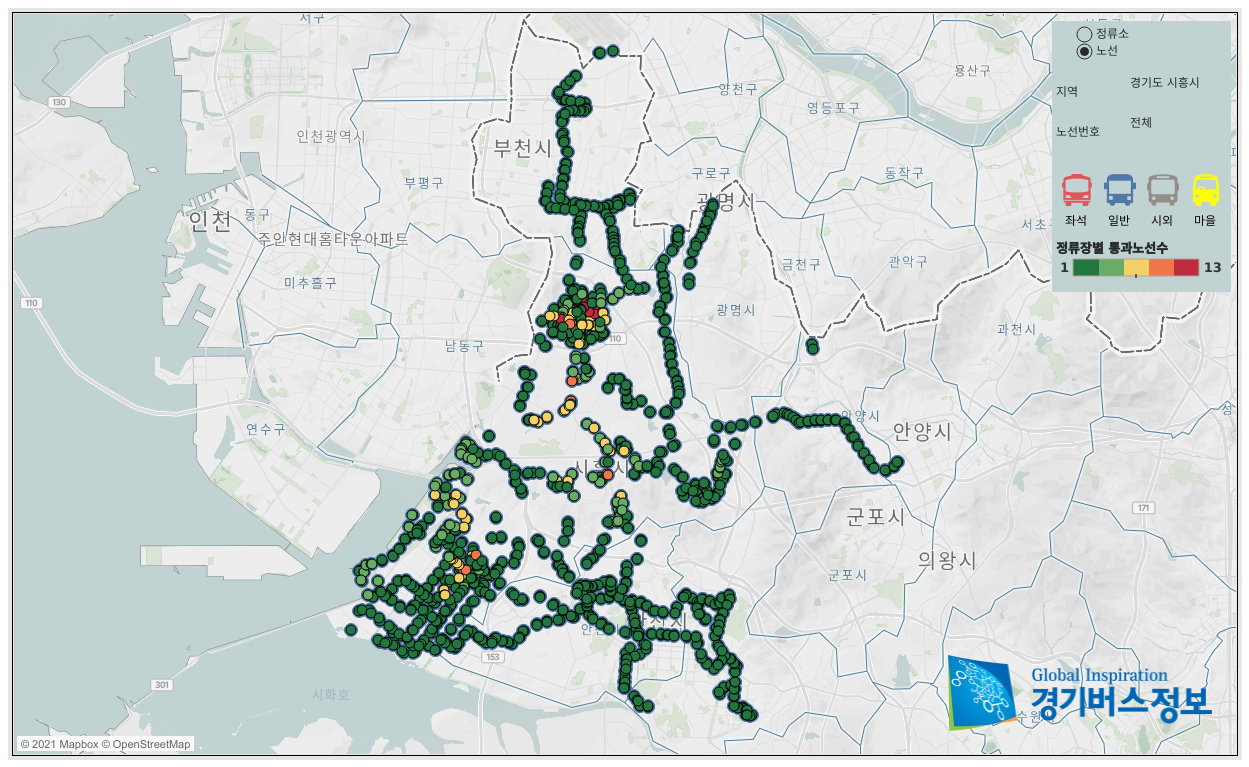 서구
정류소
노선
지역
경기도 시흥시
노선번호
전체
좌석
일반
시외
마을
정류장별 통과노선수
1
13
130
인천광역시
부천시
양천구
영등포구
용산구
구로구
동작구
부평구
광명시
서초
인천
동구
주안현대홈타운아파트
금천구
관악구
미추홀구
110
광명시
110
과천시
남동구
안양시
안양시
연수구
군포시
171
의왕시
군포시
153
301
시화호
Global Inspiration
경기버스정보
© 2021 Mapbox © OpenStreetMap